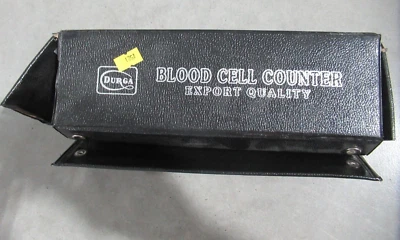 DURGA
BLOOD CELL COUNTER
EXPORT QUALITY